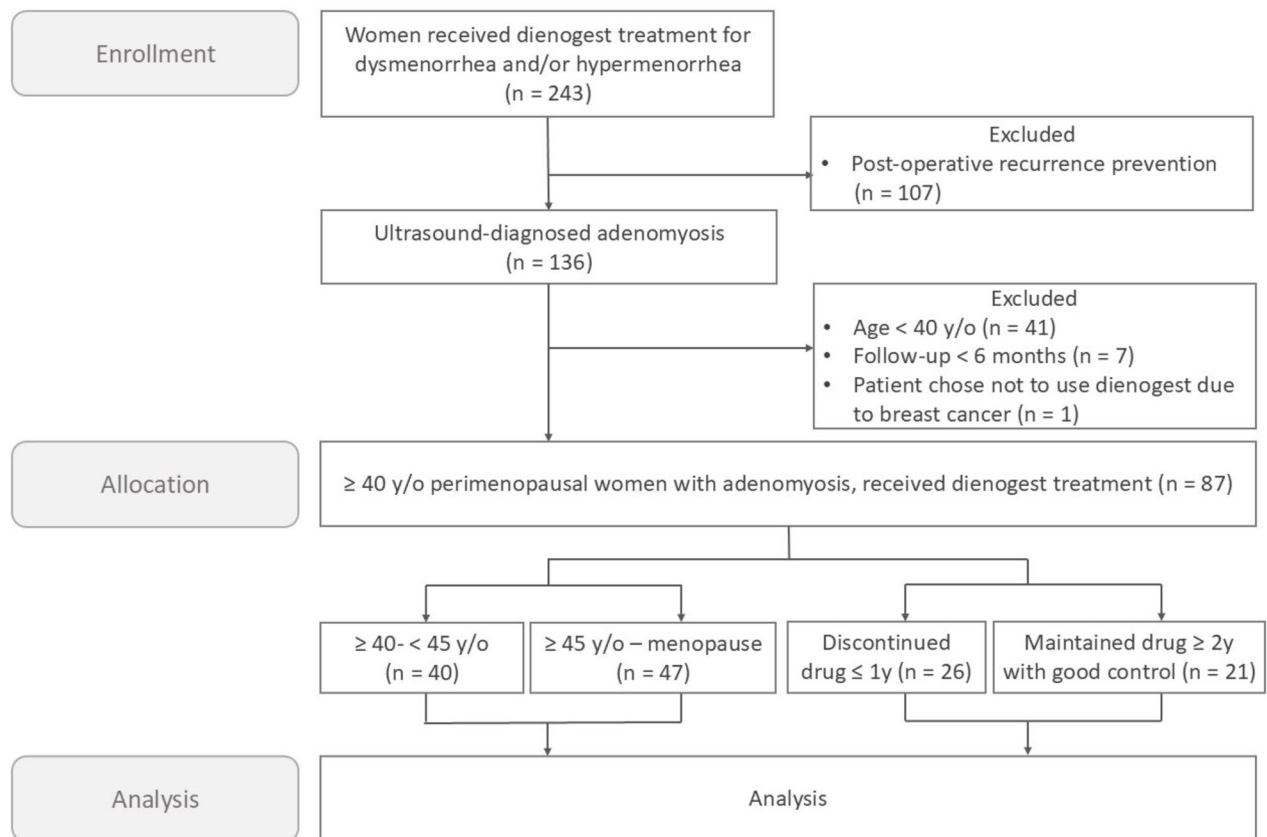 Enrollment
Women received dienogest treatment for
dysmenorrhea and/or hypermenorrhea
(n = 243)
Excluded
• Post-operative recurrence prevention
(n = 107)
Ultrasound-diagnosed adenomyosis
(n = 136)
Excluded
• Age < 40 y/o (n = 41)
• Follow-up < 6 months (n = 7)
• Patient chose not to use dienogest due
to breast cancer (n = 1)
Allocation
≥ 40 y/o perimenopausal women with adenomyosis, received dienogest treatment (n = 87)
≥ 40- < 45 y/o
(n = 40)
≥ 45 y/o – menopause
(n = 47)
Discontinued
drug ≤ 1y (n = 26)
Maintained drug ≥ 2y
with good control (n = 21)
Analysis
Analysis